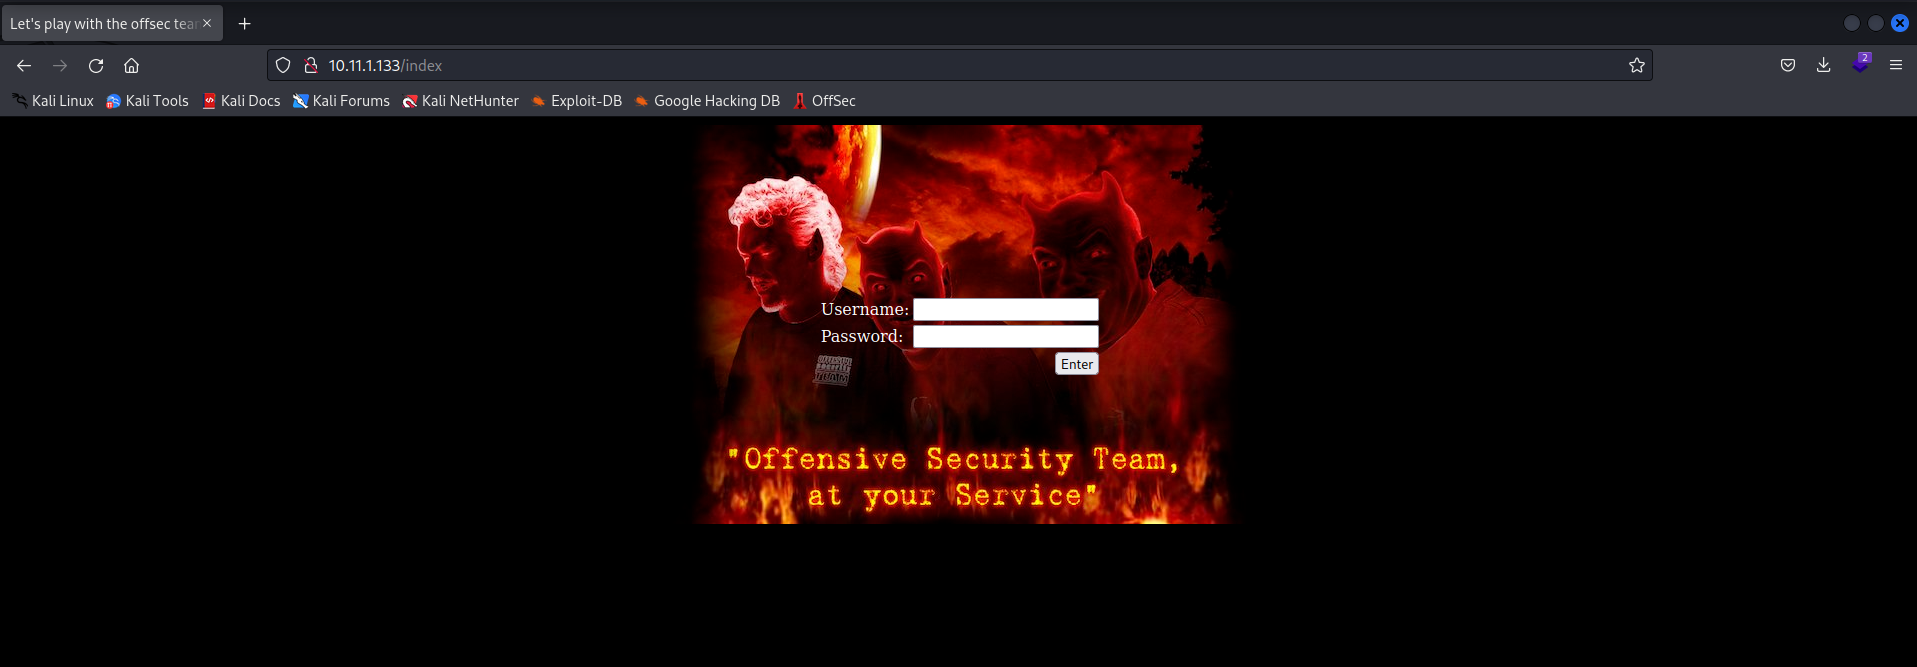 Let's play with the offsec tea
10.11.1.133/index
2
Kali Linux Kali Tools Kali Docs Kali Forums Kali NetHunter Exploit-DB Google Hacking DB OffSec
Username:
Password:
Enter
"Offensive Security Team,
at your Service"